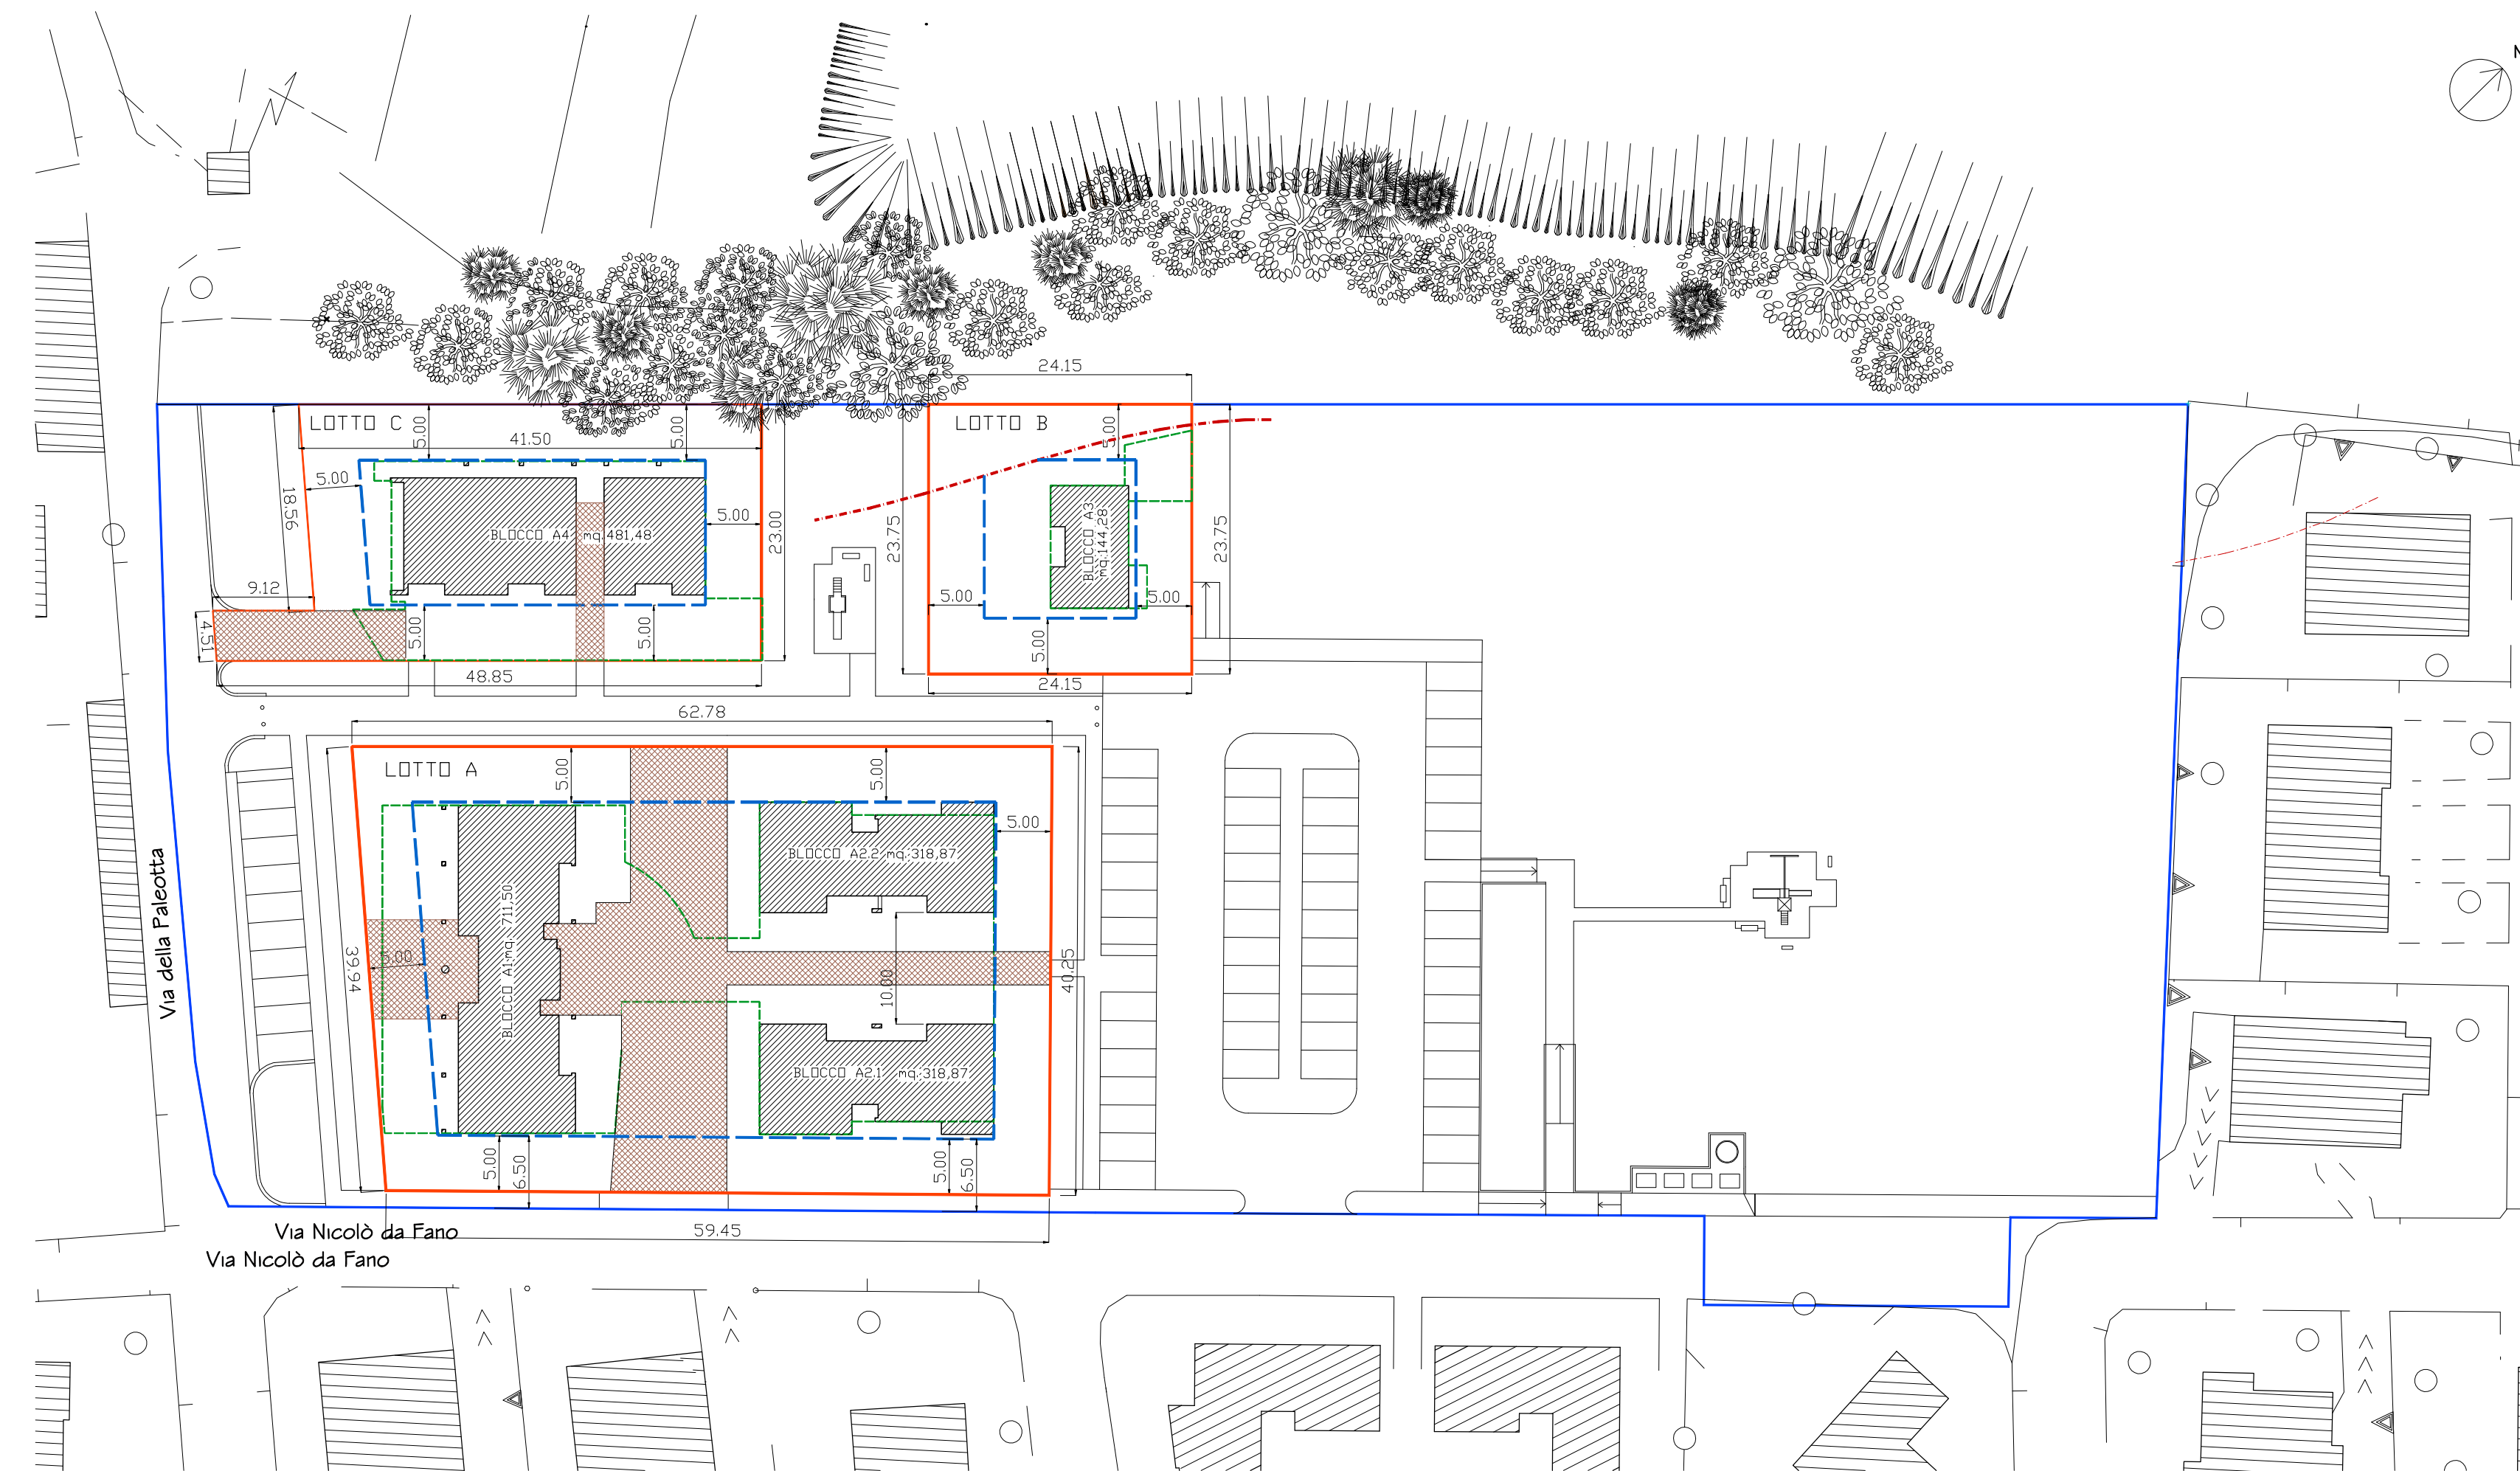 N
24.15
LOTTO C
5.00
5.00
41.50
LOTTO B
5.00
5.00
18.56
5.00
23.00
23.75
23.75
BLOCCO A4 mq.481,48
BLOCCO A3
mq.144,28
9.12
4.51
5.00
5.00
5.00
5.00
5.00
48.85
24.15
62.78
LOTTO A
5.00
5.00
5.00
BLOCCO A2.2 mq.318,87
BLOCCO A1 mq. 711,50
39.94
5.00
10.00
40.25
BLOCCO A2.1 mq.318,87
Via della Paleotta
5.00
6.50
5.00
6.50
59.45
Via Nicolò da Fano
Via Nicolò da Fano